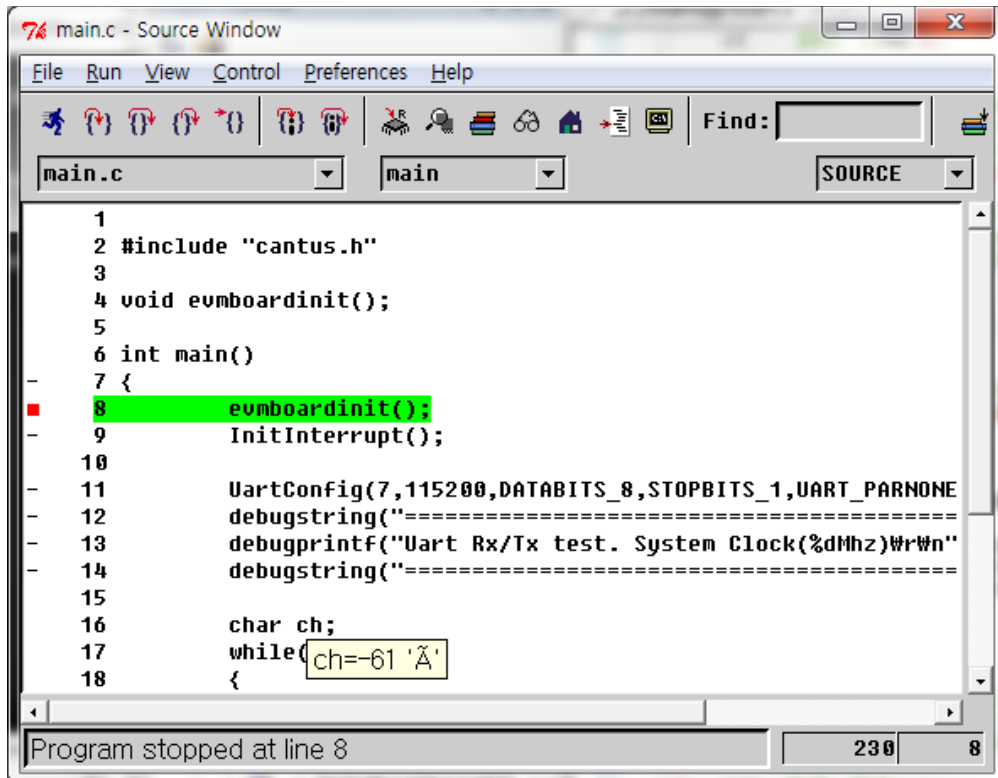 main.c - Source Window
File Run View Control Preferences Help
Find:
main.c main SOURCE
1
2 #include "cantus.h"
3
4 void evmboardinit();
5
6 int main()
7 {
8 evmboardinit();
9 InitInterrupt();
10
11 UartConfig(7,115200,DATABITS_8,STOPBITS_1,UART_PARNONE
12 debugstring("=========================================
13 debugprintf("Uart Rx/Tx test. System Clock(%dMhz)₩r₩n"
14 debugstring("=========================================
15
16 char ch;
17 while(
ch=-61 'Ã'
18 {
Program stopped at line 8 230 8